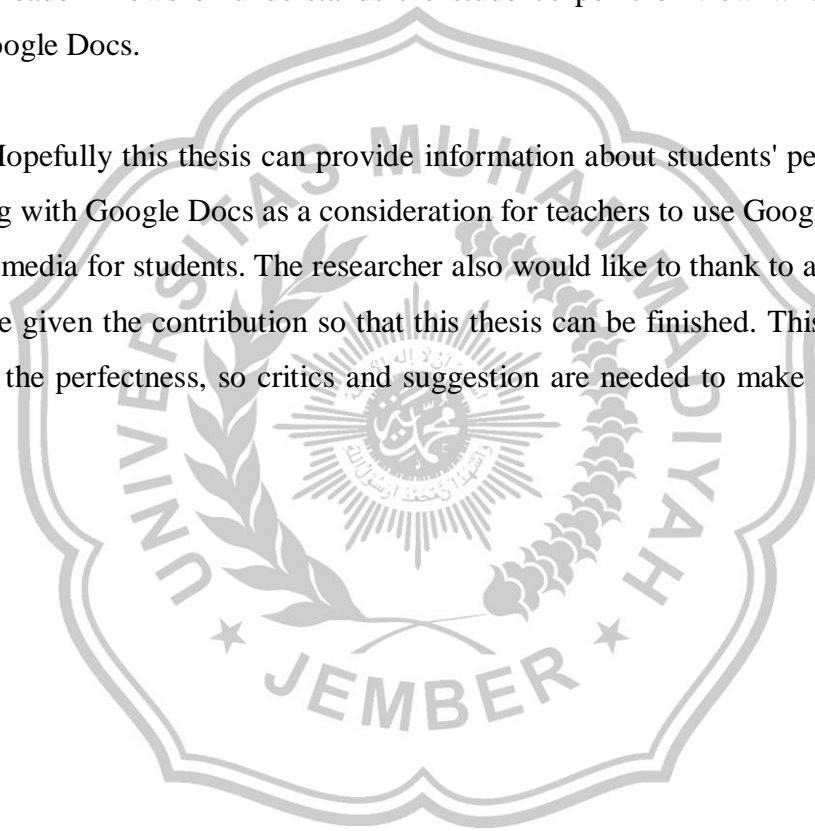 oogle Docs.
Hopefully this thesis can provide information about students' pe
g with Google Docs as a consideration for teachers to use Googl
media for students. The researcher also would like to thank to a
e given the contribution so that this thesis can be finished. This
the perfectness, so critics and suggestion are needed to make
UNIVERSITAS MUHAMMADIYAH
JEMBER